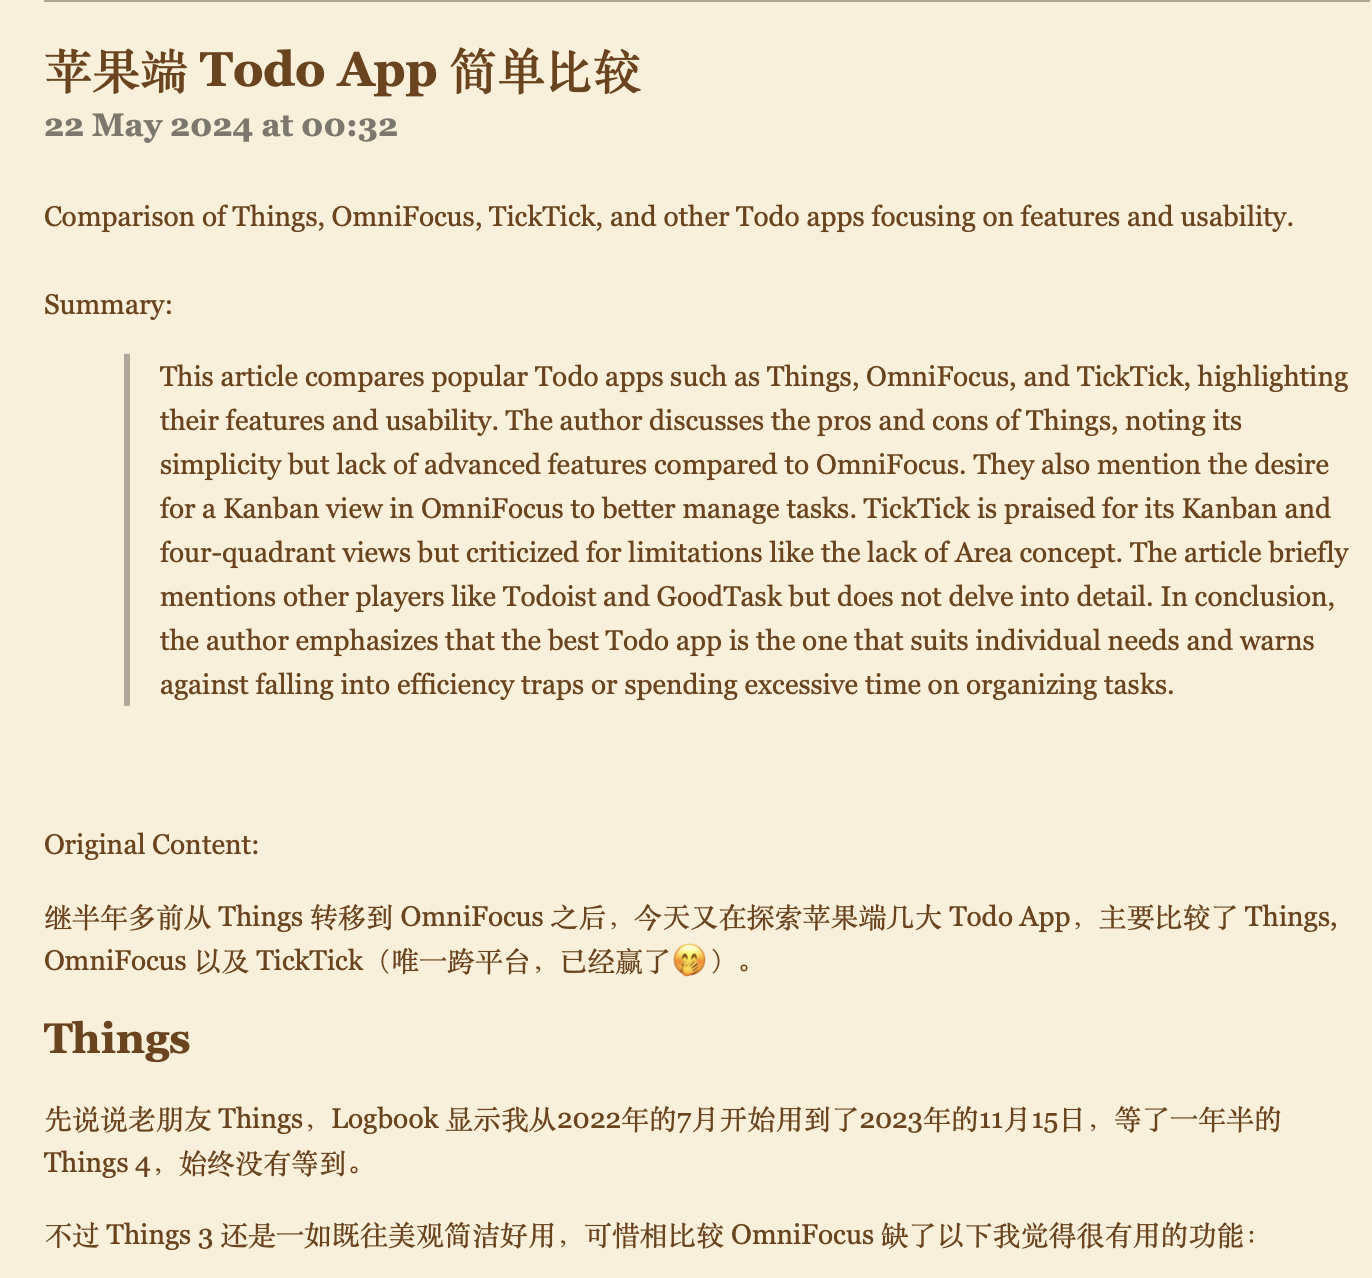 苹果端 Todo App 简单比较
22 May 2024 at 00:32
Comparison of Things, OmniFocus, TickTick, and other Todo apps focusing on features and usability.
Summary:
This article compares popular Todo apps such as Things, OmniFocus, and TickTick, highlighting
their features and usability. The author discusses the pros and cons of Things, noting its
simplicity but lack of advanced features compared to OmniFocus. They also mention the desire
for a Kanban view in OmniFocus to better manage tasks. TickTick is praised for its Kanban and
four-quadrant views but criticized for limitations like the lack of Area concept. The article briefly
mentions other players like Todoist and GoodTask but does not delve into detail. In conclusion,
the author emphasizes that the best Todo app is the one that suits individual needs and warns
against falling into efficiency traps or spending excessive time on organizing tasks.
Original Content:
继半年多前从 Things 转移到 OmniFocus 之后，今天又在探索苹果端几大 Todo App，主要比较了 Things,
OmniFocus 以及 TickTick（唯一跨平台，已经赢了🤭）。
Things
先说说老朋友 Things，Logbook 显示我从2022年的7月开始用到了2023年的11月15日，等了一年半的
Things 4，始终没有等到。
不过 Things 3 还是一如既往美观简洁好用，可惜相比较 OmniFocus 缺了以下我觉得很有用的功能：